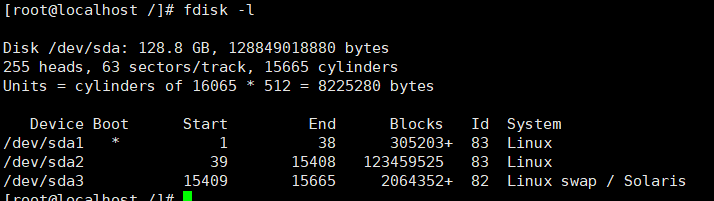 [root@localhost /]# fdisk -l
Disk /dev/sda: 128.8 GB, 128849018880 bytes
255 heads, 63 sectors/track, 15665 cylinders
Units = cylinders of 16065 * 512 = 8225280 bytes
Device Boot Start End Blocks Id System
/dev/sda1 * 1 38 305203+ 83 Linux
/dev/sda2 39 15408 123459525 83 Linux
/dev/sda3 15409 15665 2064352+ 82 Linux swap / Solaris
[root@localhost /]#